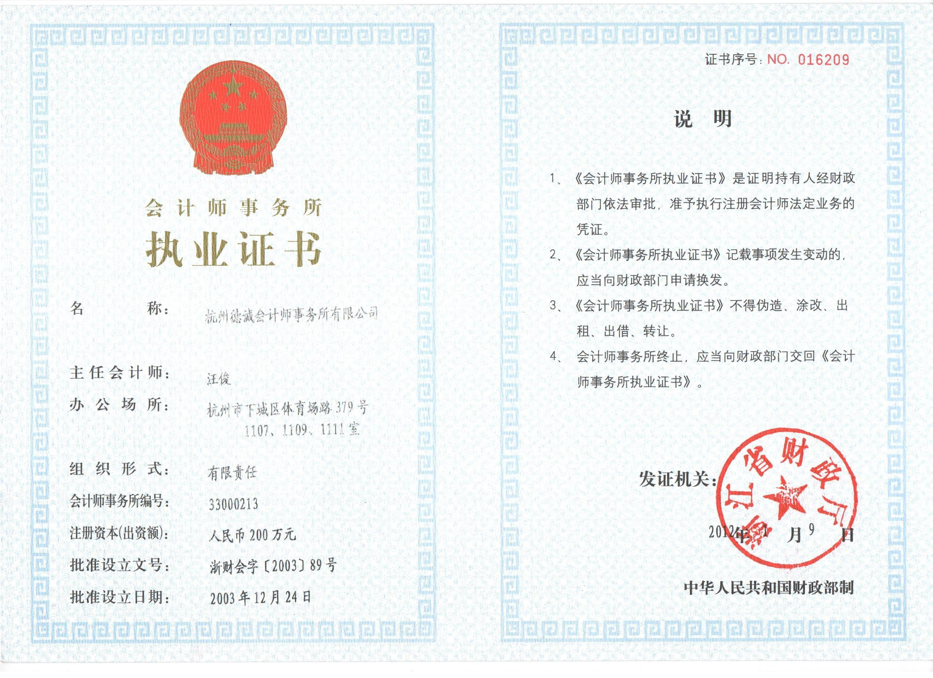 会计师事务所
执业证书
名 称: 杭州德诚会计师事务所有限公司
主任会计师: 汪俊
办公场所: 杭州市下城区体育场路379号
1107、1109、1111室
组织形式: 有限责任
会计师事务所编号: 33000213
注册资本(出资额): 人民币200万元
批准设立文号: 浙财会字〔2003〕89号
批准设立日期: 2003年12月24日
证书序号: NO. 016209
说 明
1、《会计师事务所执业证书》是证明持有人经财政
部门依法审批，准予执行注册会计师法定业务的
凭证。
2、《会计师事务所执业证书》记载事项发生变动的，
应当向财政部门申请换发。
3、《会计师事务所执业证书》不得伪造、涂改、出
租、出借、转让。
4、 会计师事务所终止，应当向财政部门交回《会计
师事务所执业证书》。
发证机关:
浙江省财政厅
2012年 月9日
中华人民共和国财政部制